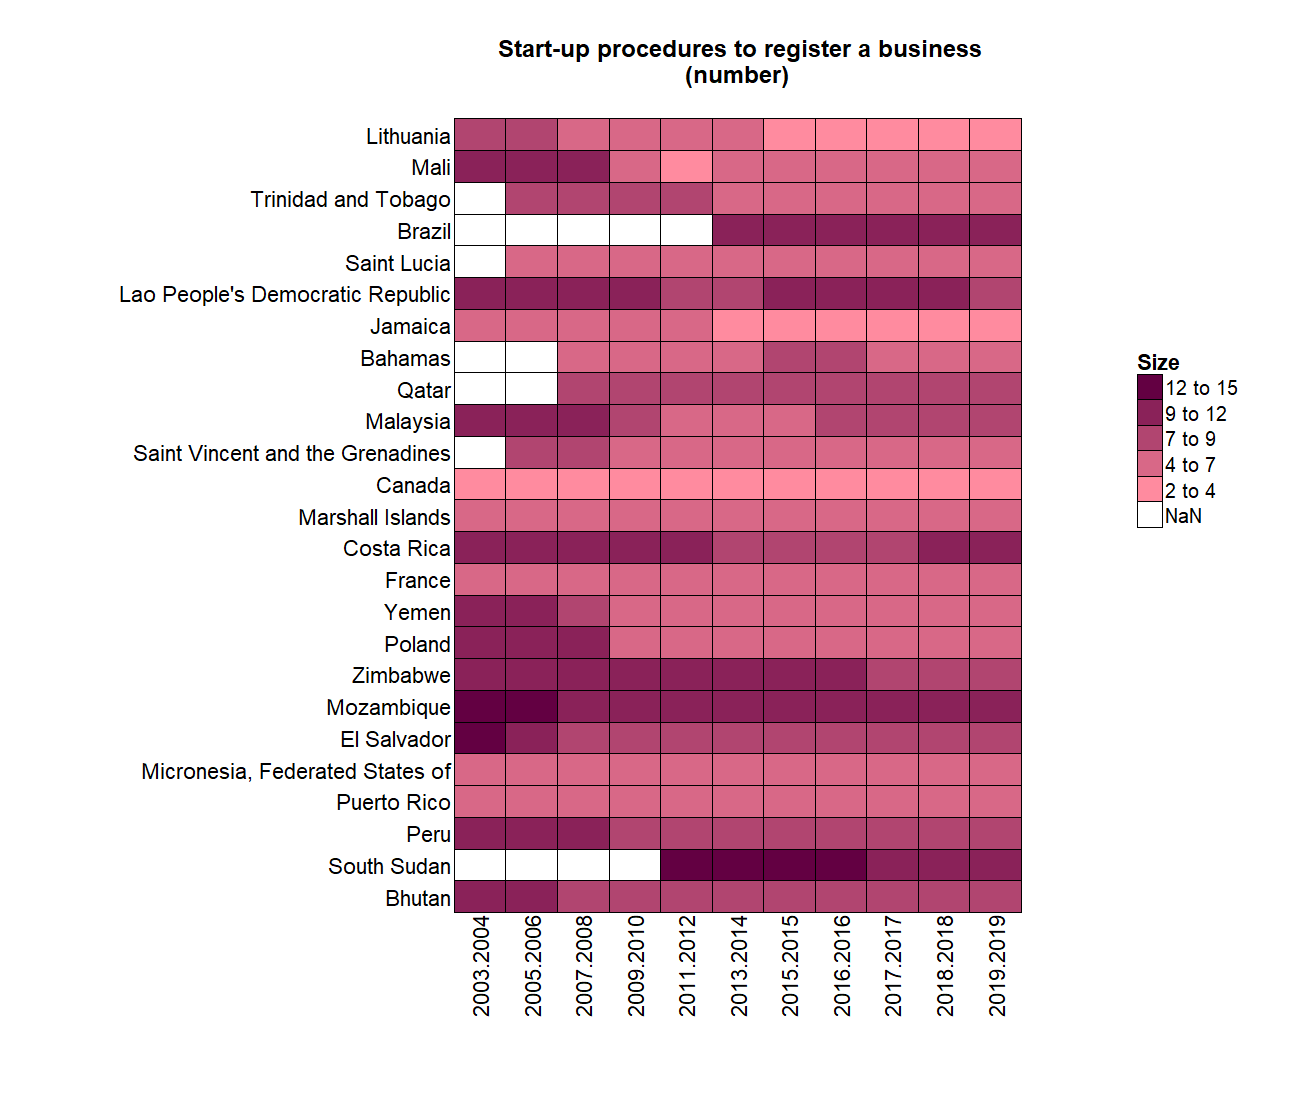 Start-up procedures to register a business
(number)
Lithuania
Mali
Trinidad and Tobago
Brazil
Saint Lucia
Lao People's Democratic Republic
Jamaica
Bahamas
Qatar
Malaysia
Saint Vincent and the Grenadines
Canada
Marshall Islands
Costa Rica
France
Yemen
Poland
Zimbabwe
Mozambique
El Salvador
Micronesia, Federated States of
Puerto Rico
Peru
South Sudan
Bhutan
2003.2004
2005.2006
2007.2008
2009.2010
2011.2012
2013.2014
2015.2015
2016.2016
2017.2017
2018.2018
2019.2019
Size
12 to 15
9 to 12
7 to 9
4 to 7
2 to 4
NaN